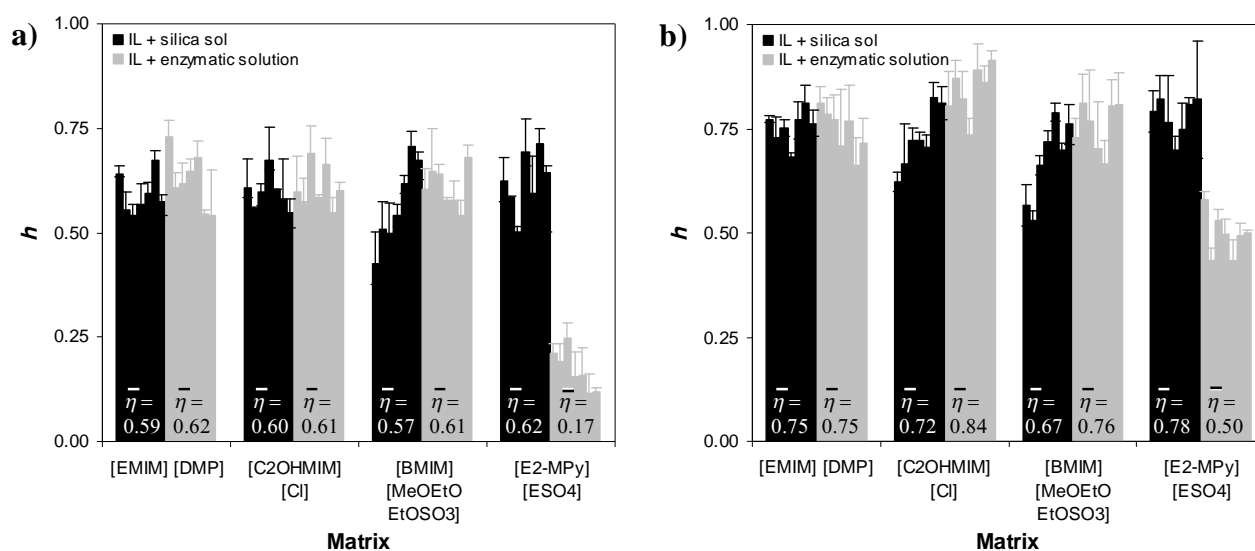 a)
IL + silica sol
IL + enzymatic solution
h
1.00
0.75
0.50
0.25
0.00
η̅ = 0.59
η̅ = 0.62
η̅ = 0.60
η̅ = 0.61
η̅ = 0.57
η̅ = 0.61
η̅ = 0.62
η̅ = 0.17
[EMIM] [DMP]
[C2OHMIM]
[Cl]
[BMIM]
[MeOEtO
EtOSO3]
[E2-MPy]
[ESO4]
Matrix
b)
IL + silica sol
IL + enzymatic solution
h
1.00
0.75
0.50
0.25
0.00
η̅ = 0.75
η̅ = 0.75
η̅ = 0.72
η̅ = 0.84
η̅ = 0.67
η̅ = 0.76
η̅ = 0.78
η̅ = 0.50
[EMIM] [DMP]
[C2OHMIM]
[Cl]
[BMIM]
[MeOEtO
EtOSO3]
[E2-MPy]
[ESO4]
Matrix